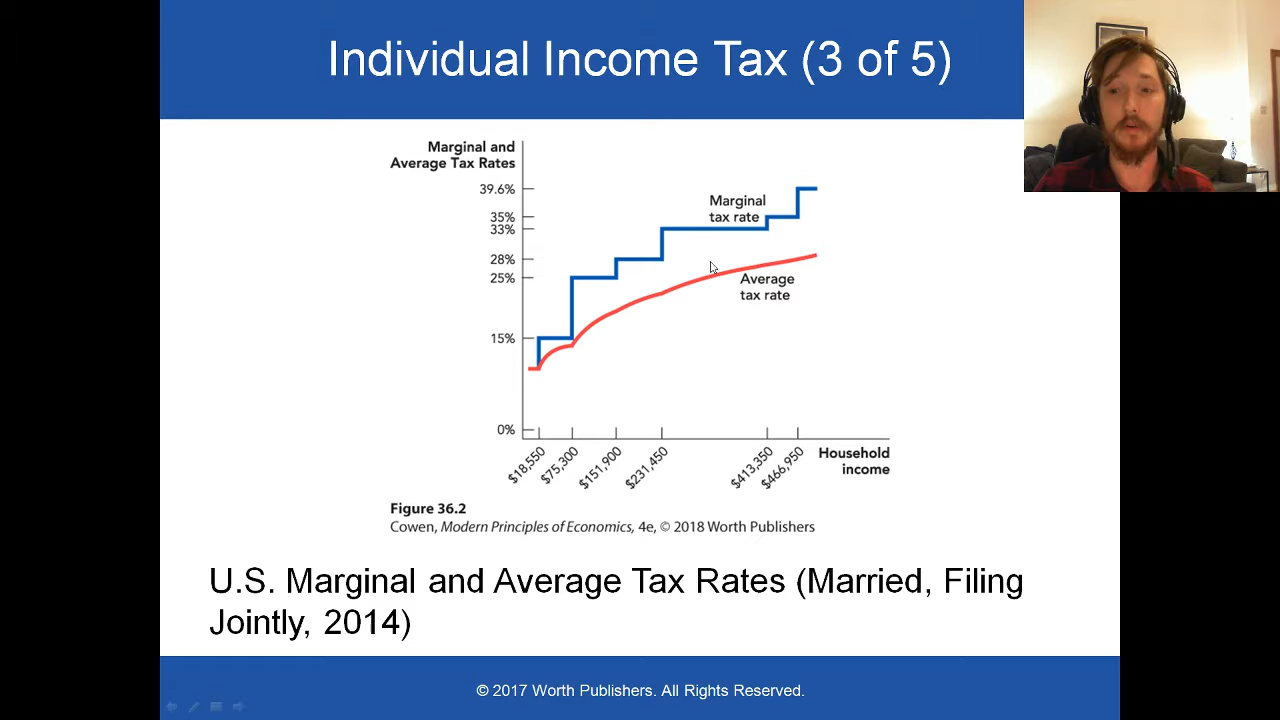 Individual Income Tax (3 of 5)
Marginal and
Average Tax Rates
39.6%
35%
33%
28%
25%
15%
0%
Marginal
tax rate
Average
tax rate
$18,550
$75,300
$151,900
$231,450
$413,350
$466,950
Household
income
Figure 36.2
Cowen, Modern Principles of Economics, 4e, © 2018 Worth Publishers
U.S. Marginal and Average Tax Rates (Married, Filing
Jointly, 2014)
© 2017 Worth Publishers. All Rights Reserved.